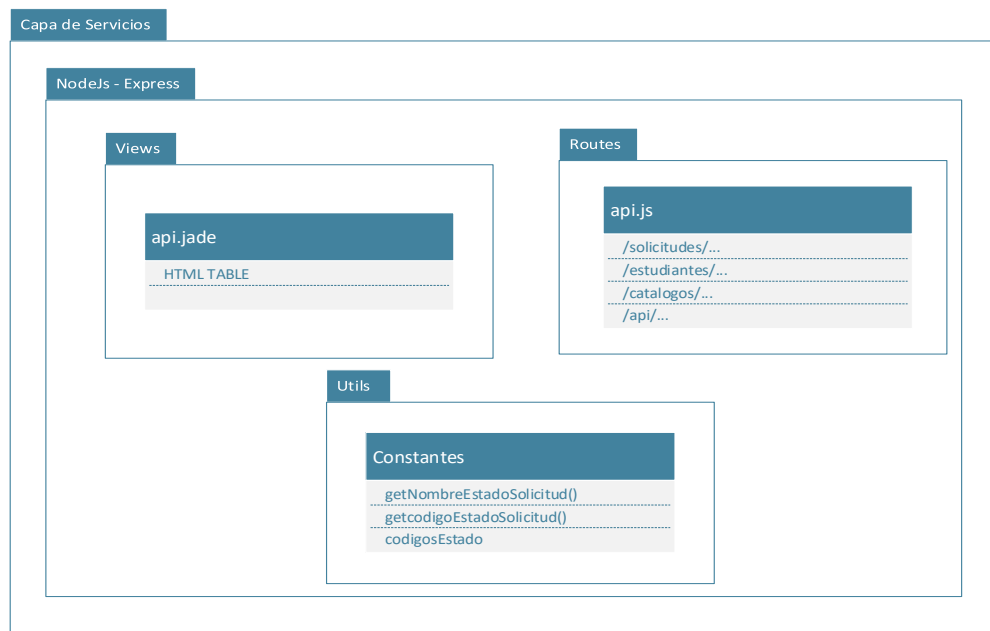 Capa de Servicios
NodeJs - Express
Views
api.jade
HTML TABLE
Routes
api.js
/solicitudes/...
/estudiantes/...
/catalogos/...
/api/...
Utils
Constantes
getNombreEstadoSolicitud()
getcodigoEstadoSolicitud()
codigosEstado